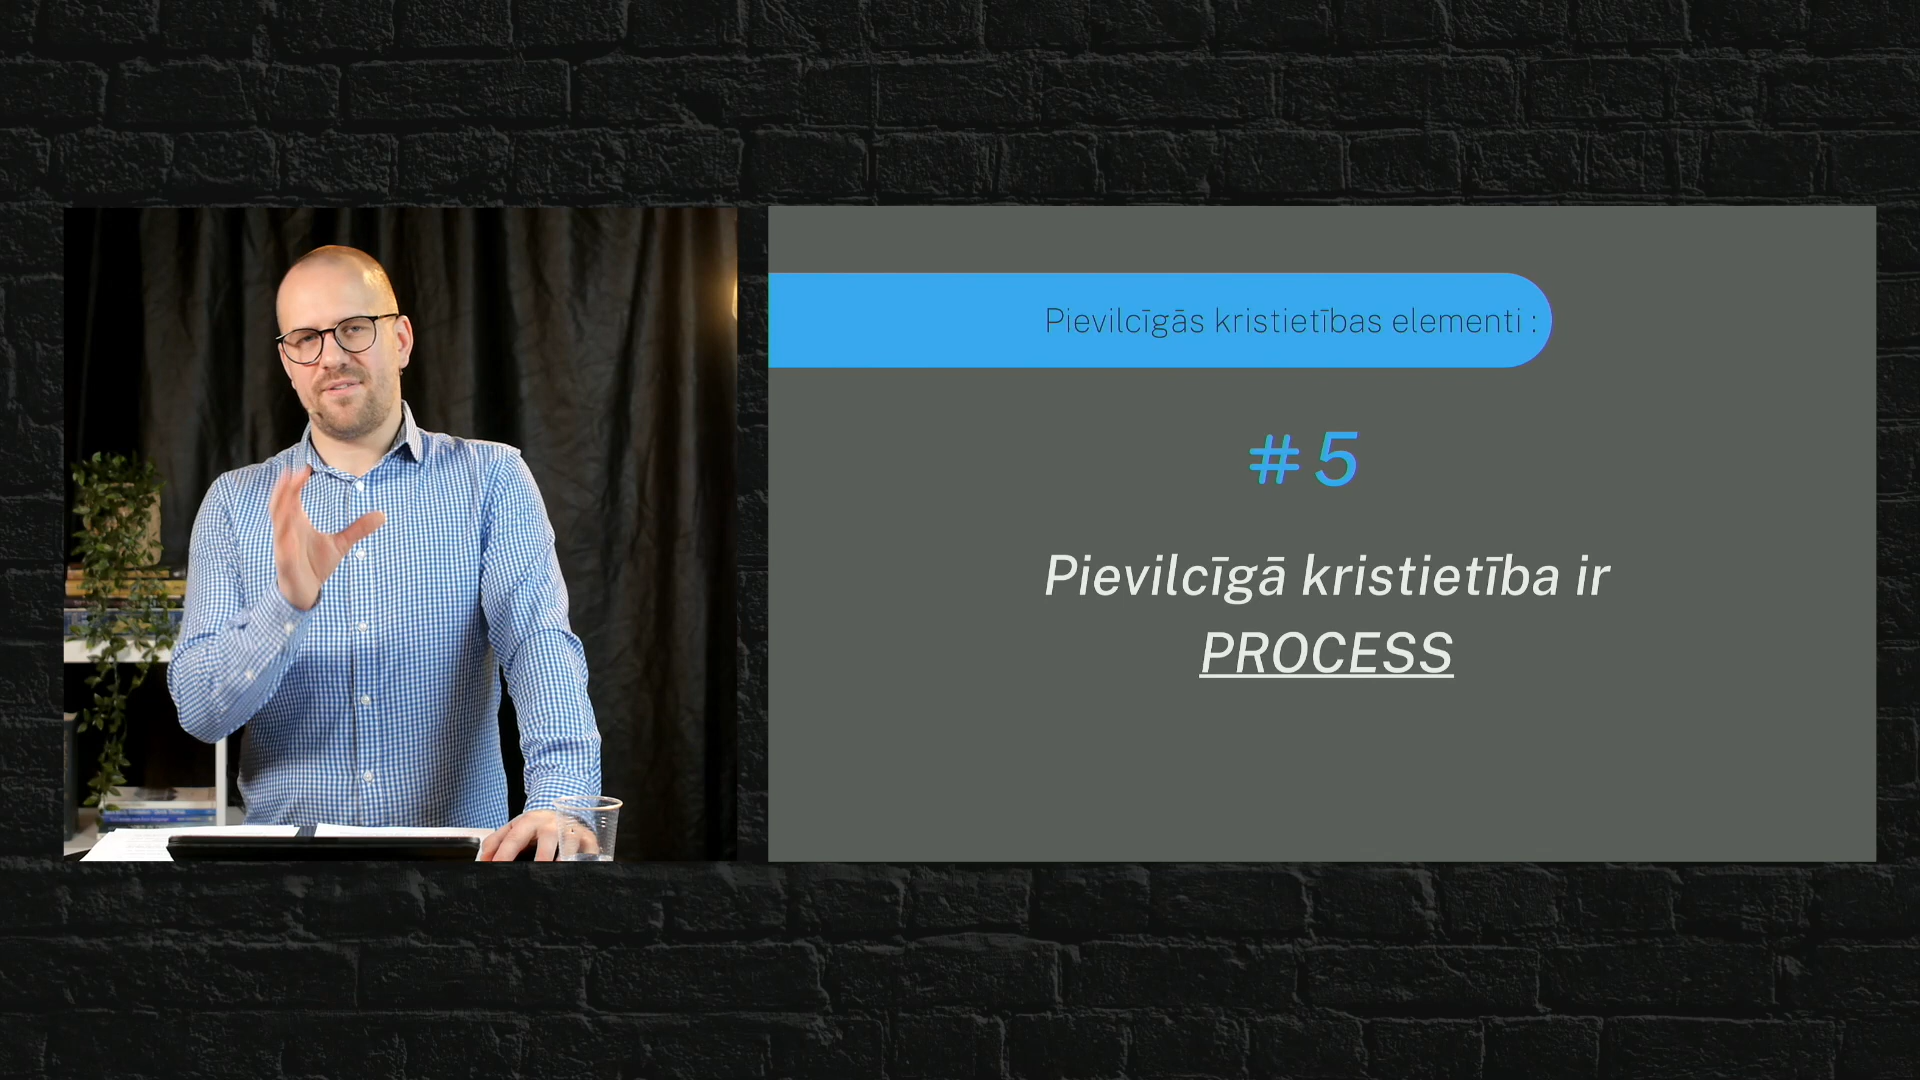 Pievilcīgās kristietības elementi :
# 5
Pievilcīgā kristietība ir
PROCESS